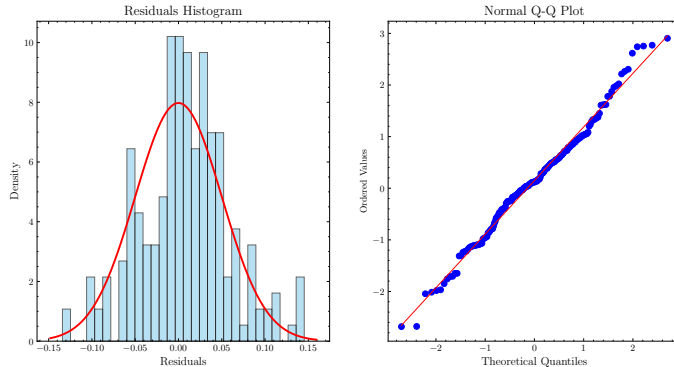 Residuals Histogram
Density
10
8
6
4
2
0
−0.15 −0.10 −0.05 0.00 0.05 0.10 0.15
Residuals
Normal Q-Q Plot
Ordered Values
3
2
1
0
−1
−2
−2 −1 0 1 2
Theoretical Quantiles